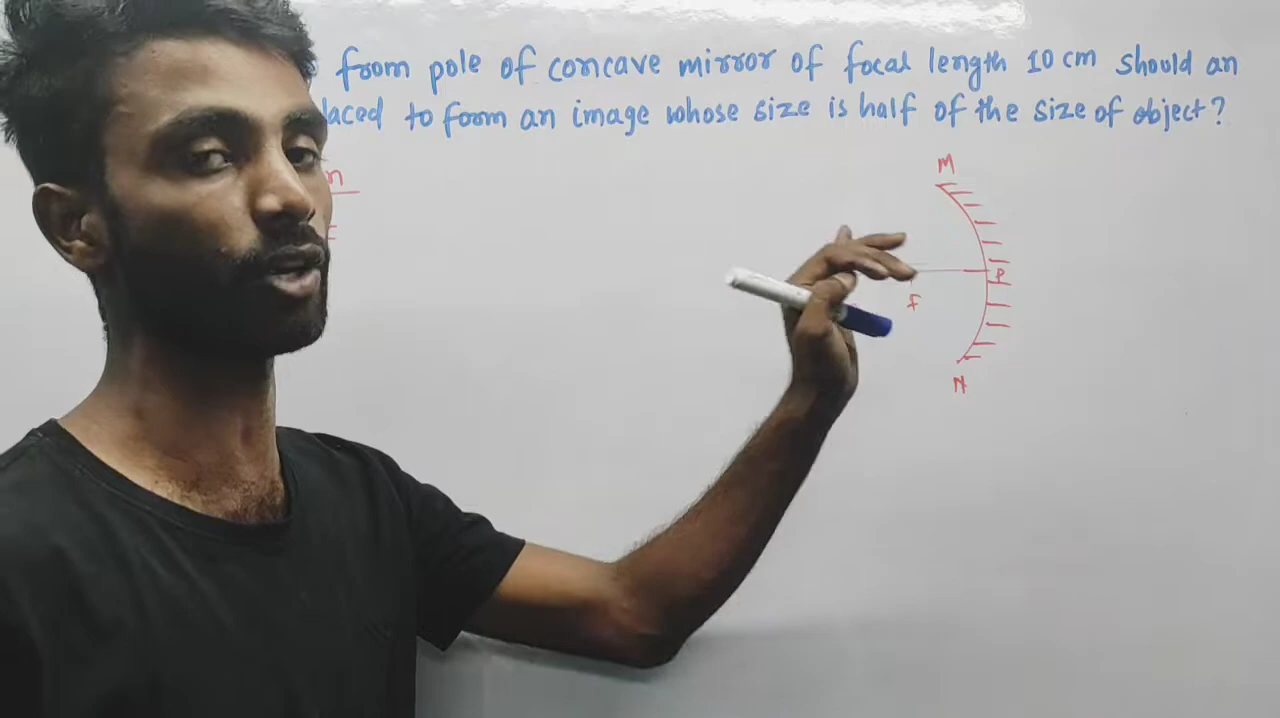 from pole of concave mirror of focal length 10 cm should an
laced to form an image whose size is half of the size of object?
M
n
P
F
N